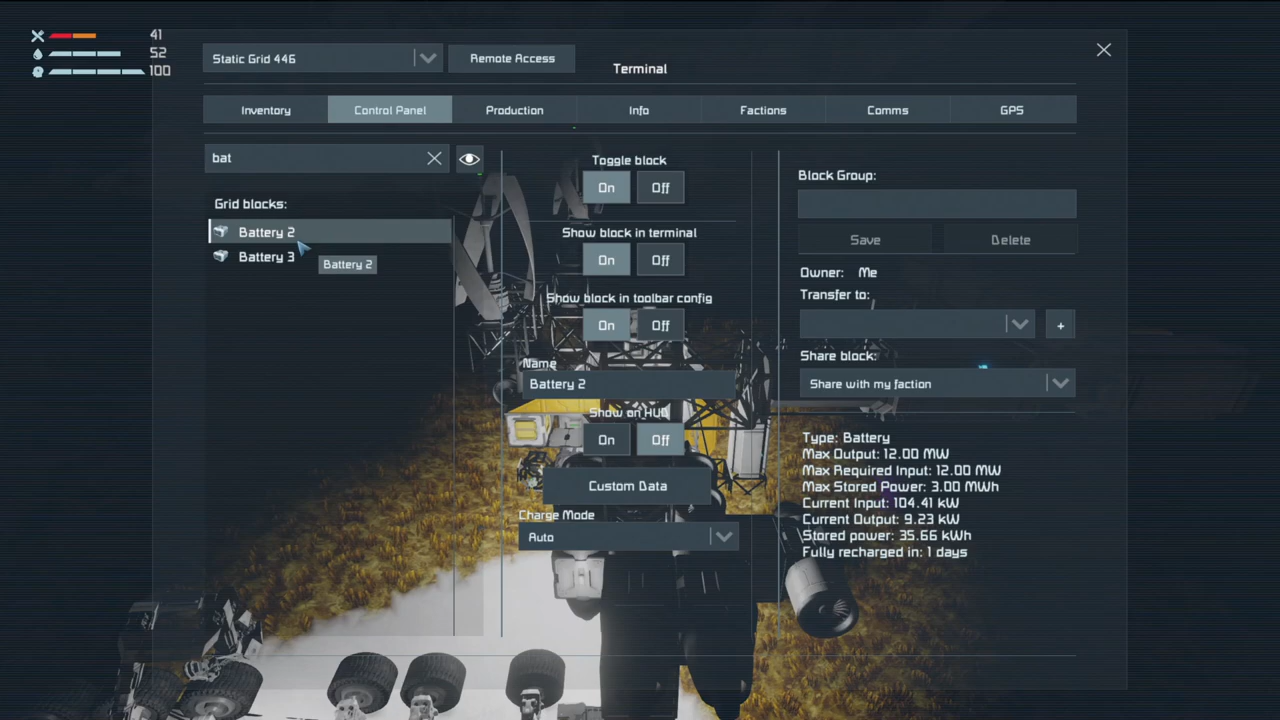 41
52
100
Static Grid 446
Remote Access
Terminal
Inventory
Control Panel
Production
Info
Factions
Comms
GPS
bat
Grid blocks:
Battery 2
Battery 3
Battery 2
Toggle block
On
Off
Show block in terminal
On
Off
Show block in toolbar config
On
Off
Name
Battery 2
Show on HUD
On
Off
Custom Data
Charge Mode
Auto
Block Group:
Save
Delete
Owner: Me
Transfer to:
+
Share block:
Share with my faction
Type: Battery
Max Output: 12.00 MW
Max Required Input: 12.00 MW
Max Stored Power: 3.00 MWh
Current Input: 104.41 kW
Current Output: 9.23 kW
Stored power: 35.66 kWh
Fully recharged in: 1 days